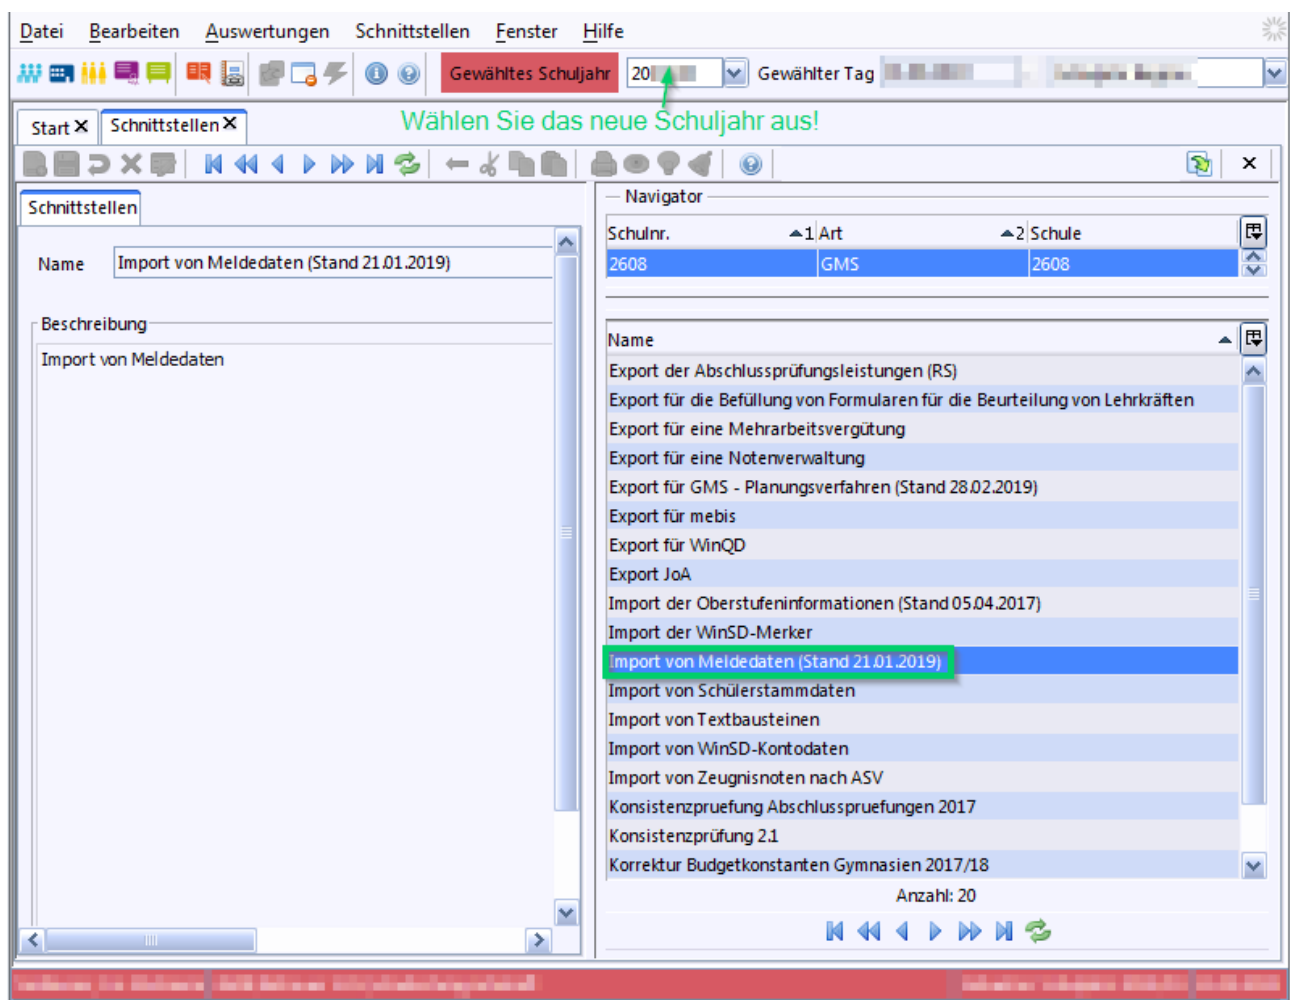 Datei Bearbeiten Auswertungen Schnittstellen Fenster Hilfe
Gewähltes Schuljahr 20 Gewählter Tag
Wählen Sie das neue Schuljahr aus!
Start Schnittstellen
Schnittstellen
Navigator
Schulnr. 1 Art 2 Schule
2608 GMS 2608
Name Import von Meldedaten (Stand 21.01.2019)
Beschreibung
Import von Meldedaten
Name
Export der Abschlussprüfungsleistungen (RS)
Export für die Befüllung von Formularen für die Beurteilung von Lehrkräften
Export für eine Mehrarbeitsvergütung
Export für eine Notenverwaltung
Export für GMS - Planungsverfahren (Stand 28.02.2019)
Export für mebis
Export für WinQD
Export JoA
Import der Oberstufeninformationen (Stand 05.04.2017)
Import der WinSD-Merker
Import von Meldedaten (Stand 21.01.2019)
Import von Schülerstammdaten
Import von Textbausteinen
Import von WinSD-Kontodaten
Import von Zeugnisnoten nach ASV
Konsistenzpruefung Abschlusspruefungen 2017
Konsistenzprüfung 2.1
Korrektur Budgetkonstanten Gymnasien 2017/18
Anzahl: 20